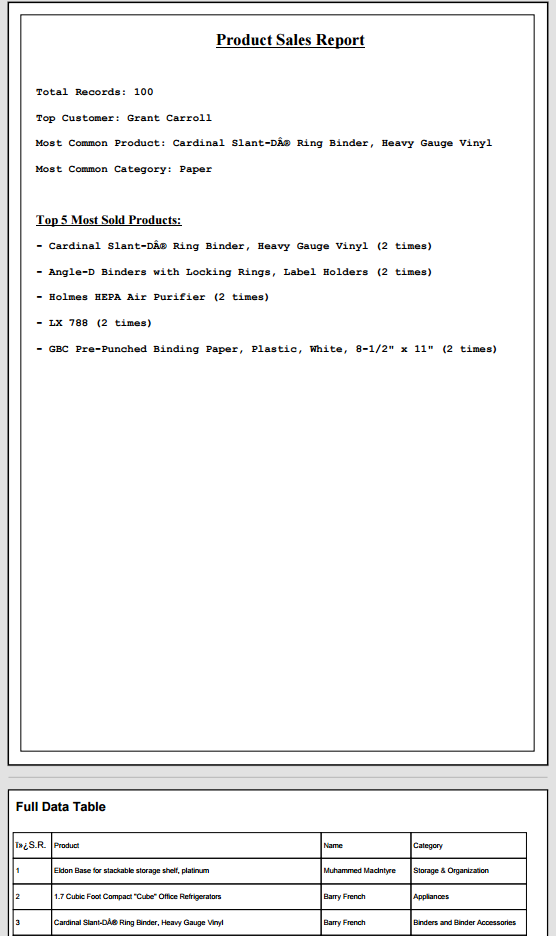 Product Sales Report
Total Records: 100
Top Customer: Grant Carroll
Most Common Product: Cardinal Slant-DÂ® Ring Binder, Heavy Gauge Vinyl
Most Common Category: Paper
Top 5 Most Sold Products:
- Cardinal Slant-DÂ® Ring Binder, Heavy Gauge Vinyl (2 times)
- Angle-D Binders with Locking Rings, Label Holders (2 times)
- Holmes HEPA Air Purifier (2 times)
- LX 788 (2 times)
- GBC Pre-Punched Binding Paper, Plastic, White, 8-1/2" x 11" (2 times)
Full Data Table
ï»¿S.R. Product Name Category
1 Eldon Base for stackable storage shelf, platinum Muhammed MacIntyre Storage & Organization
2 1.7 Cubic Foot Compact "Cube" Office Refrigerators Barry French Appliances
3 Cardinal Slant-DÂ® Ring Binder, Heavy Gauge Vinyl Barry French Binders and Binder Accessories